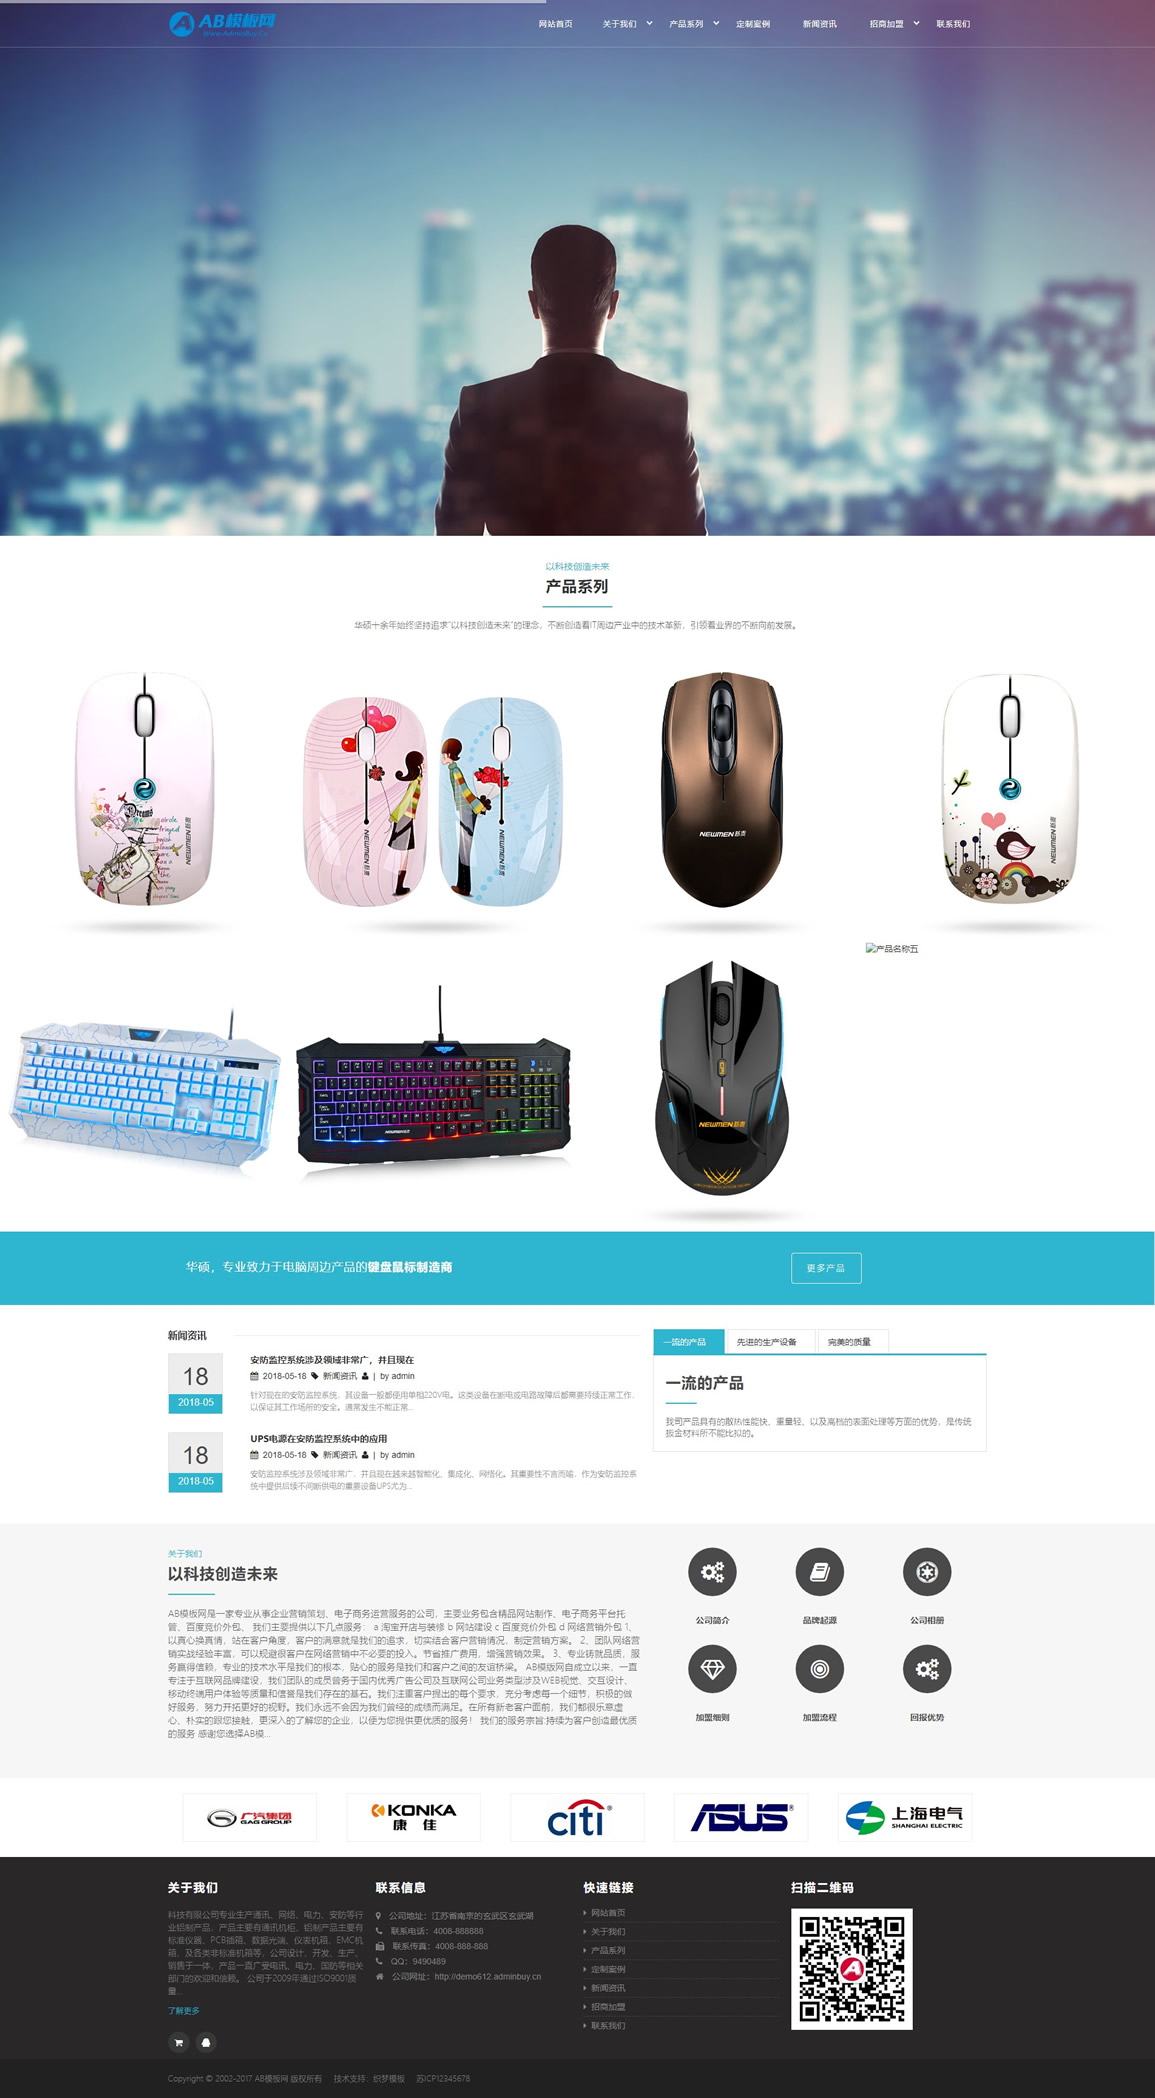 AB模板网
Www.AdminBuy.Cn
网站首页
关于我们
产品系列
定制案例
新闻资讯
招商加盟
联系我们
以科技创造未来
产品系列
华硕十余年始终坚持追求“以科技创造未来”的理念，不断创造着IT周边产业中的技术革新，引领着业界的不断向前发展。
NEWMEN 新贵
NEWMEN 新贵
NEWMEN 新贵
NEWMEN 新贵
NEWMEN 新贵
产品名称五
NEWMEN 新贵
华硕，专业致力于电脑周边产品的键盘鼠标制造商
更多产品
新闻资讯
18
2018-05
安防监控系统涉及领域非常广，并且现在
2018-05-18 新闻资讯 | by admin
针对现在的安防监控系统，其设备一般都使用单相220V电。这类设备在断电或电路故障后都需要持续正常工作，
以保证其工作场所的安全。通常发生不能正常...
18
2018-05
UPS电源在安防监控系统中的应用
2018-05-18 新闻资讯 | by admin
安防监控系统涉及领域非常广，并且现在越来越智能化、集成化、网络化。其重要性不言而喻，作为安防监控系
统中提供后续不间断供电的重要设备UPS尤为...
一流的产品
先进的生产设备
完美的质量
一流的产品
我司产品具有的散热性能快、重量轻、以及高档的表面处理等方面的优势，是传统
钣金材料所不能比拟的。
关于我们
以科技创造未来
AB模板网是一家专业从事企业营销策划、电子商务运营服务的公司，主要业务包含精品网站制作、电子商务平台托
管、百度竞价外包、 我们主要提供以下几点服务： a 淘宝开店与装修 b 网站建设 c 百度竞价外包 d 网络营销外包 1、
以真心换真情，站在客户角度，客户的满意就是我们的追求，切实结合客户营销情况，制定营销方案。 2、团队网络营
销实战经验丰富，可以规避很客户在网络营销中不必要的投入。节省推广费用，增强营销效果。 3、专业铸就品质，服
务赢得信赖，专业的技术水平是我们的根本，贴心的服务是我们和客户之间的友谊桥梁。 AB模版网自成立以来，一直
专注于互联网品牌建设，我们团队的成员曾务于国内优秀广告公司及互联网公司业务类型涉及WEB视觉、交互设计、
移动终端用户体验等质量和信誉是我们存在的基石。我们注重客户提出的每个要求，充分考虑每一个细节，积极的做
好服务，努力开拓更好的视野。我们永远不会因为我们曾经的成绩而满足。在所有新老客户面前，我们都很乐意虚
心、朴实的跟您接触，更深入的了解您的企业，以便为您提供更优质的服务！ 我们的服务宗旨:持续为客户创造最优质
的服务 感谢您选择AB模...
公司简介
品牌起源
公司相册
加盟细则
加盟流程
回报优势
广汽集团
GAG GROUP
KONKA
康佳
citi
ASUS
上海电气
SHANGHAI ELECTRIC
关于我们
科技有限公司专业生产通讯、网络、电力、安防等行
业铝制产品，产品主要有通讯机柜、铝制产品主要有
标准仪器、PCB插箱、数据光端、仪表机箱、EMC机
箱、及各类非标准机箱等，公司设计、开发、生产、
销售于一体，产品一直广受电讯、电力、国防等相关
部门的欢迎和信赖。 公司于2009年通过ISO9001质
量...
了解更多
联系信息
公司地址：江苏省南京的玄武区玄武湖
联系电话：4008-888888
联系传真：4008-888-888
QQ：9490489
公司网址：http://demo612.adminbuy.cn
快速链接
网站首页
关于我们
产品系列
定制案例
新闻资讯
招商加盟
联系我们
扫描二维码
Copyright © 2002-2017 AB模板网 版权所有 技术支持：织梦模板 苏ICP12345678